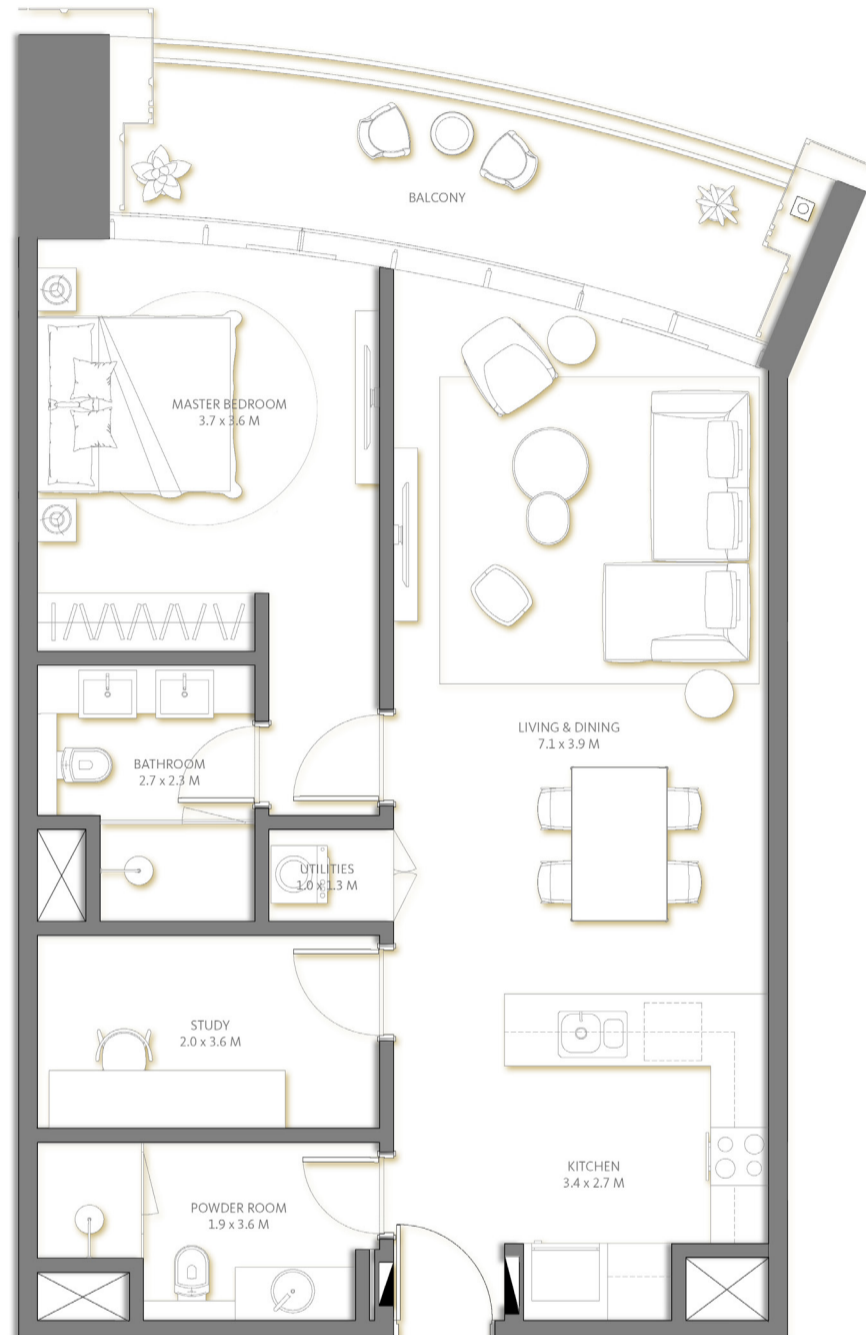 BALCONY
MASTER BEDROOM
3.7 x 3.6 M
LIVING & DINING
7.1 x 3.9 M
BATHROOM
2.7 x 2.3 M
UTILITIES
1.0 x 1.3 M
STUDY
2.0 x 3.6 M
KITCHEN
3.4 x 2.7 M
POWDER ROOM
1.9 x 3.6 M